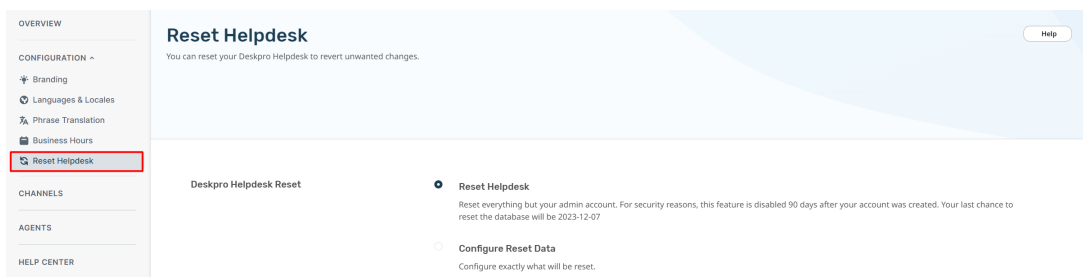 OVERVIEW
CONFIGURATION
Branding
Languages & Locales
Phrase Translation
Business Hours
Reset Helpdesk
CHANNELS
AGENTS
HELP CENTER
Reset Helpdesk
Help
You can reset your Deskpro Helpdesk to revert unwanted changes.
Deskpro Helpdesk Reset
Reset Helpdesk
Reset everything but your admin account. For security reasons, this feature is disabled 90 days after your account was created. Your last chance to
reset the database will be 2023-12-07
Configure Reset Data
Configure exactly what will be reset.